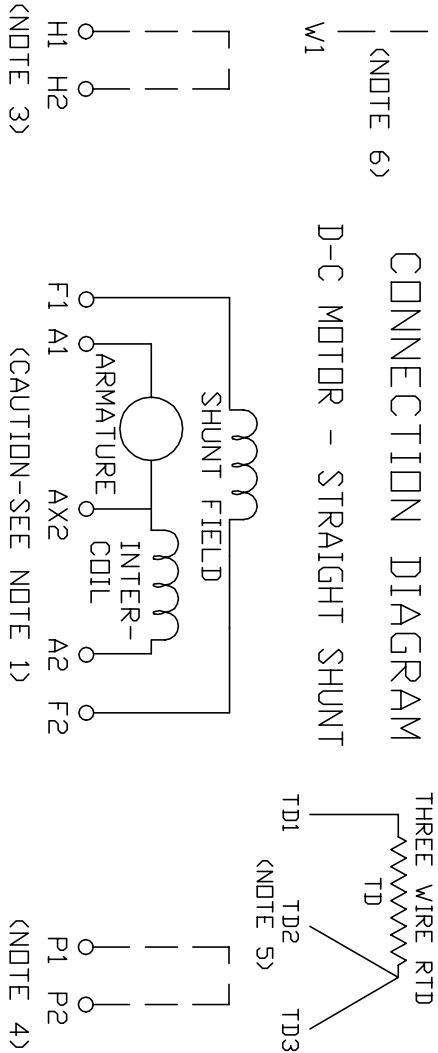 CONNECTION DIAGRAM
D-C MOTOR - STRAIGHT SHUNT
W1
(NOTE 6)
H1
H2
(NOTE 3)
SHUNT FIELD
ARMATURE
INTER-
COIL
F1
A1
AX2
A2
F2
(CAUTION-SEE NOTE 1)
THREE WIRE RTD
TD
TD1
TD2
TD3
(NOTE 5)
P1
P2
(NOTE 4)